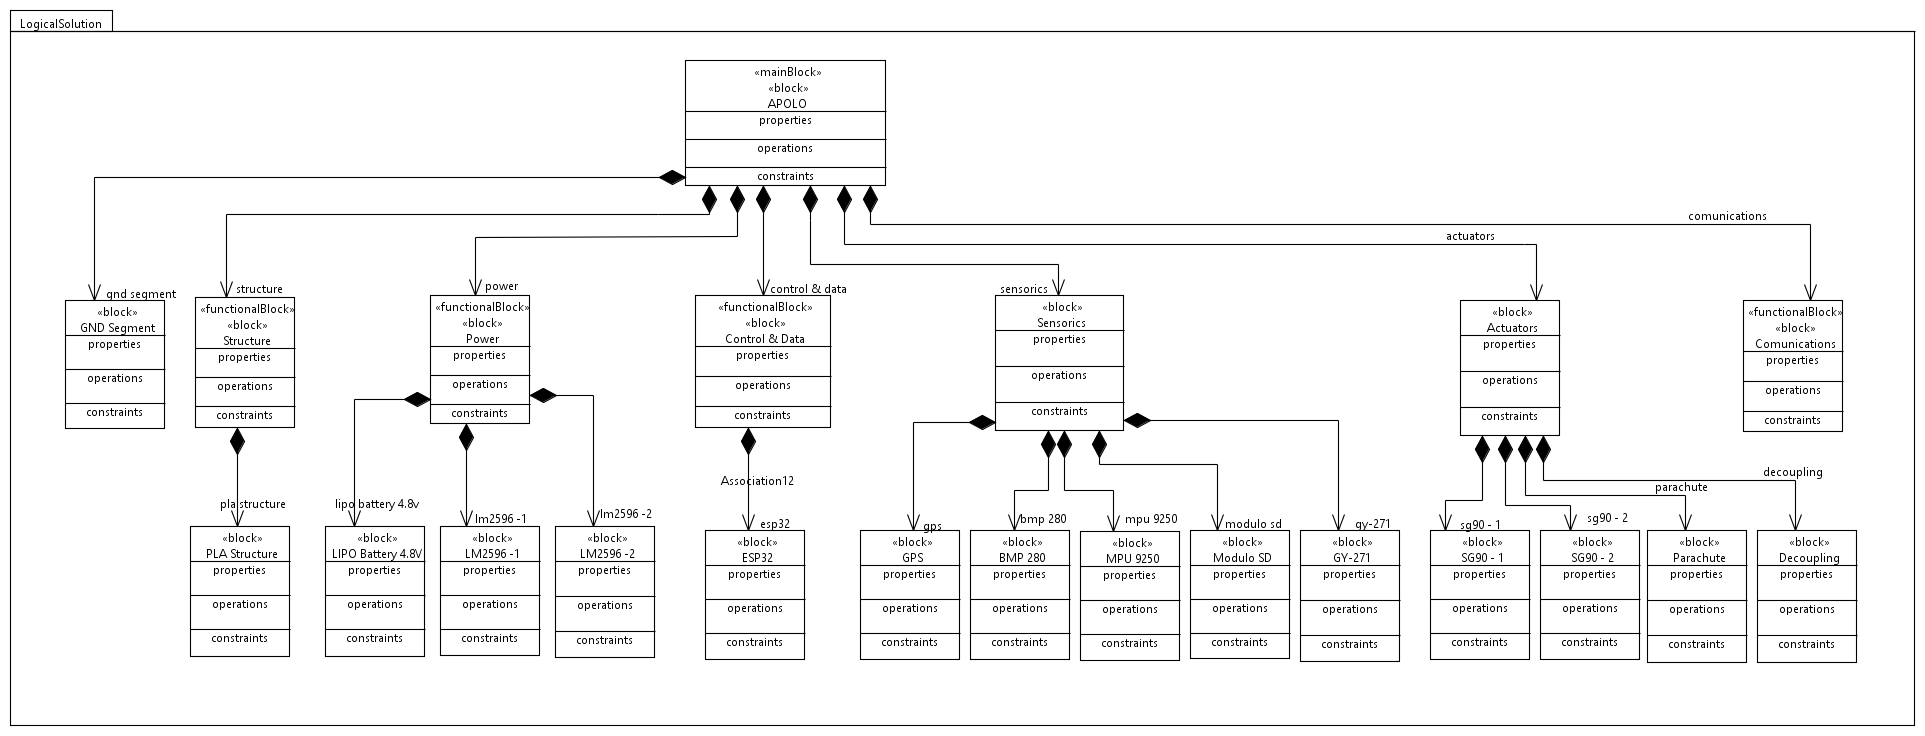 LogicalSolution
«mainBlock»
«block»
APOLO
properties
operations
constraints
comunications
actuators
gnd segment
structure
power
control & data
sensorics
«block»
GND Segment
properties
operations
constraints
«functionalBlock»
«block»
Structure
properties
operations
constraints
«functionalBlock»
«block»
Power
properties
operations
constraints
«functionalBlock»
«block»
Control & Data
properties
operations
constraints
«block»
Sensorics
properties
operations
constraints
«block»
Actuators
properties
operations
constraints
«functionalBlock»
«block»
Comunications
properties
operations
constraints
pla structure
lipo battery 4.8v
lm2596 -1
lm2596 -2
Association12
esp32
gps
bmp 280
mpu 9250
modulo sd
gy-271
sg90 - 1
sg90 - 2
parachute
decoupling
«block»
PLA Structure
properties
operations
constraints
«block»
LIPO Battery 4.8V
properties
operations
constraints
«block»
LM2596 -1
properties
operations
constraints
«block»
LM2596 -2
properties
operations
constraints
«block»
ESP32
properties
operations
constraints
«block»
GPS
properties
operations
constraints
«block»
BMP 280
properties
operations
constraints
«block»
MPU 9250
properties
operations
constraints
«block»
Modulo SD
properties
operations
constraints
«block»
GY-271
properties
operations
constraints
«block»
SG90 - 1
properties
operations
constraints
«block»
SG90 - 2
properties
operations
constraints
«block»
Parachute
properties
operations
constraints
«block»
Decoupling
properties
operations
constraints